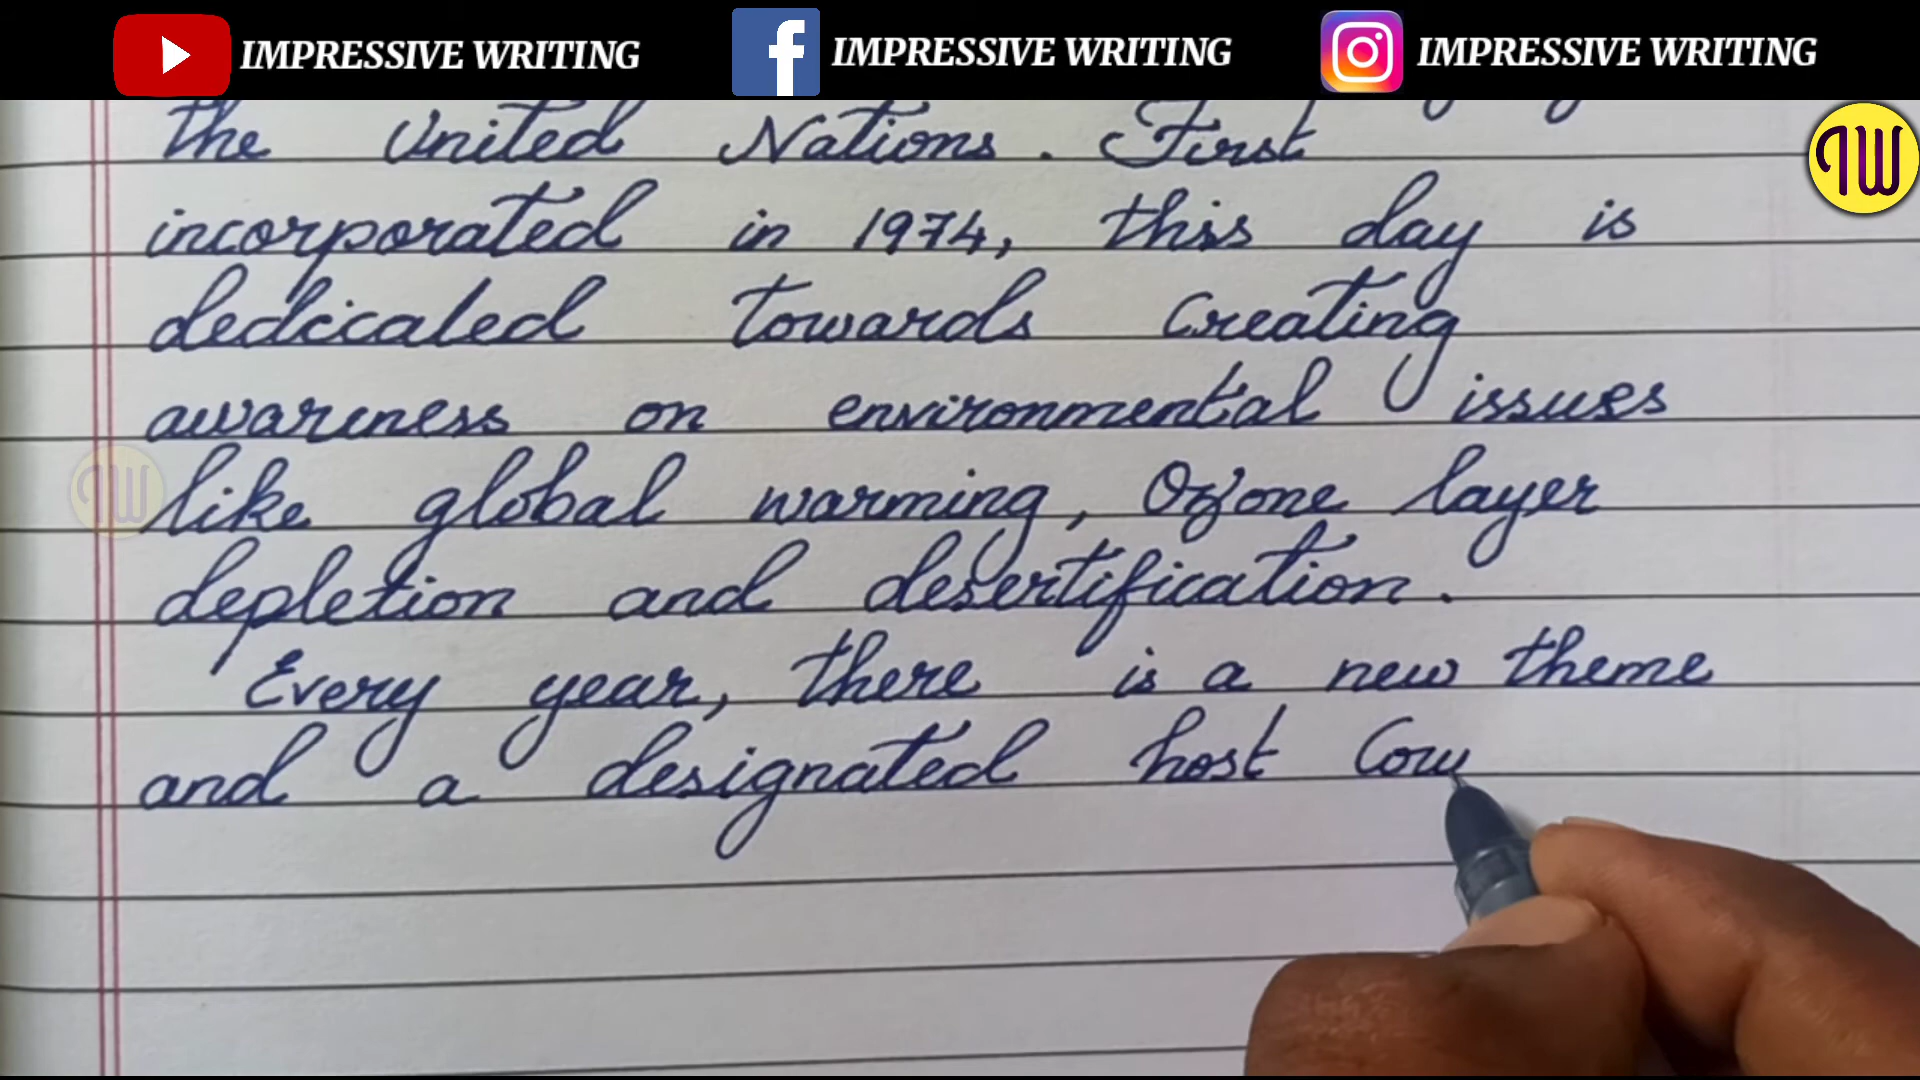 IMPRESSIVE WRITING IMPRESSIVE WRITING IMPRESSIVE WRITING
IW
the United Nations. First
incorporated in 1974, this day is
dedicated towards creating
awareness on environmental issues
like global warming, Ozone layer
depletion and desertification.
Every year, there is a new theme
and a designated host Cou